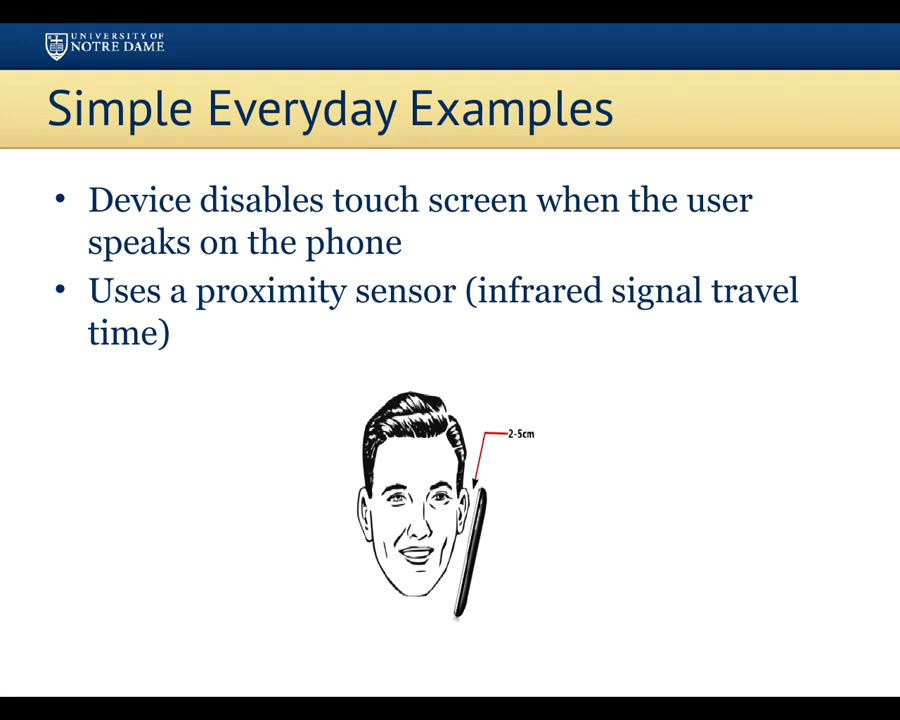 UNIVERSITY OF
NOTRE DAME
Simple Everyday Examples
• Device disables touch screen when the user
speaks on the phone
• Uses a proximity sensor (infrared signal travel
time)
2-5cm